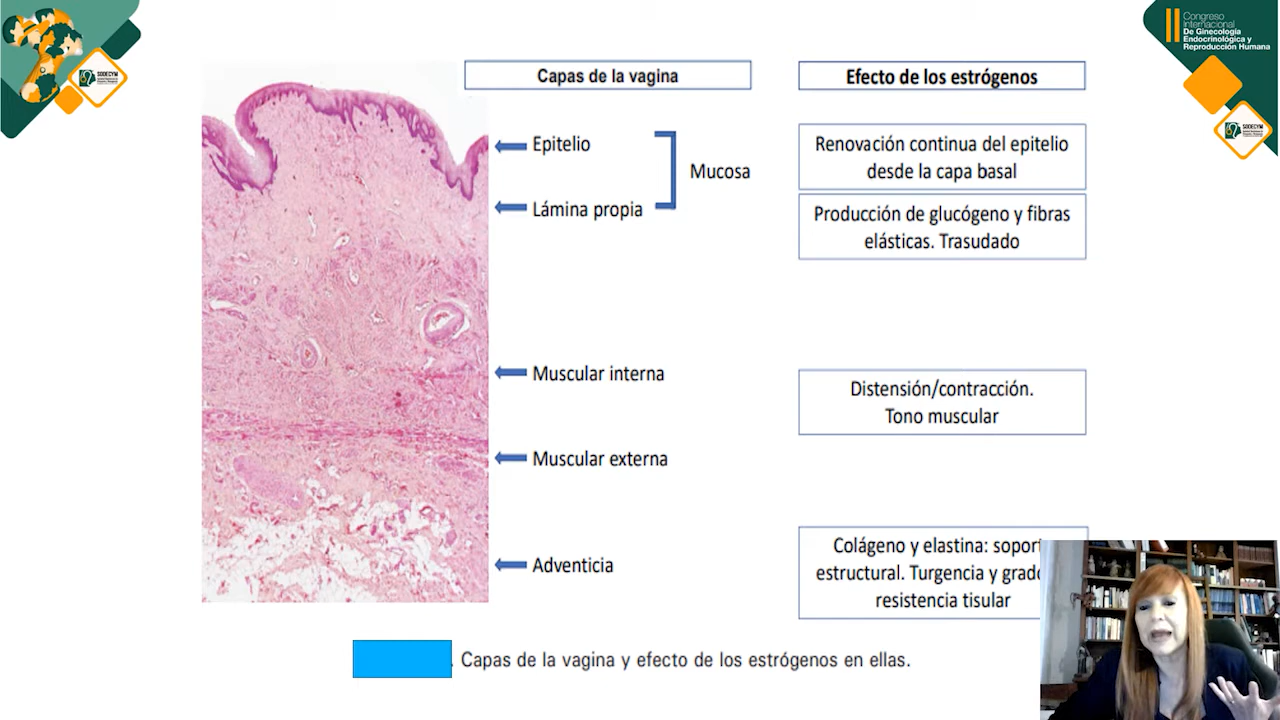 II Congreso
Internacional
De Ginecología
Endocrinológica y
Reproducción Humana
SODECYM
SODECYM
Capas de la vagina
Efecto de los estrógenos
Epitelio
Lámina propia
Mucosa
Renovación continua del epitelio
desde la capa basal
Producción de glucógeno y fibras
elásticas. Trasudado
Muscular interna
Distensión/contracción.
Tono muscular
Muscular externa
Adventicia
Colágeno y elastina:
estructural. Turgencia y
resistencia tisular
. Capas de la vagina y efecto de los estrógenos en ellas.